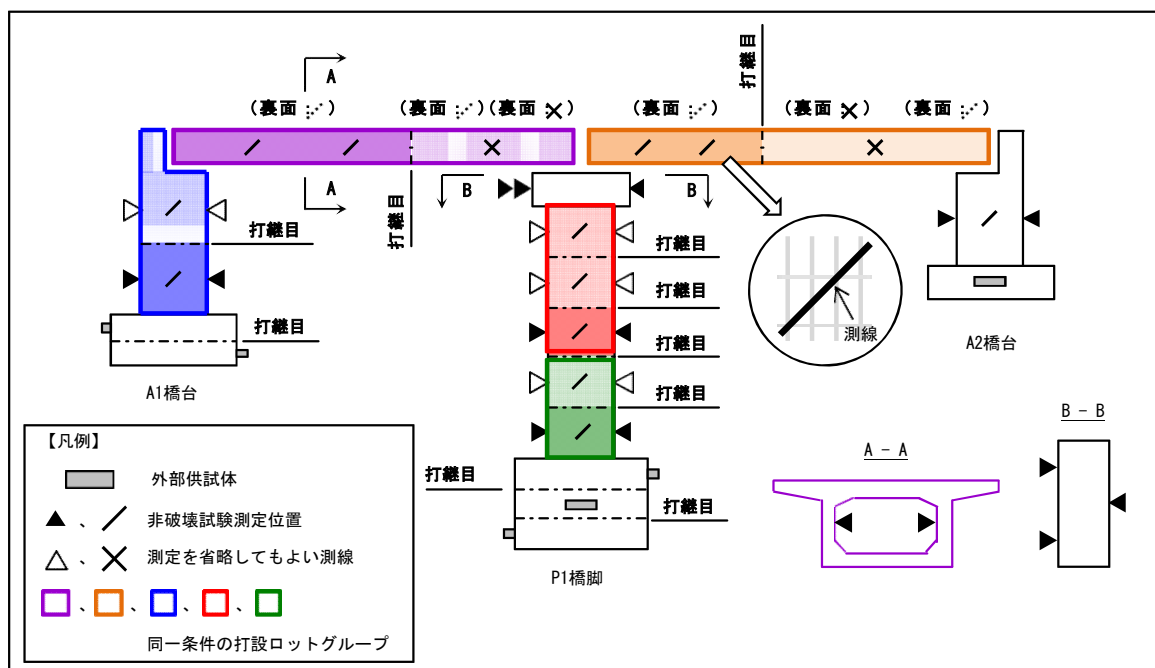 A
(裏面 )
(裏面 )(裏面 )
(裏面 )
打継目
(裏面 )
(裏面 )
A
B
B
打継目
打継目
打継目
打継目
打継目
打継目
打継目
測線
A1橋台
A2橋台
打継目
打継目
P1橋脚
A - A
B - B
【凡例】
外部供試体
▲、/ 非破壊試験測定位置
△、× 測定を省略してもよい測線
、 、 、 、
同一条件の打設ロットグループ